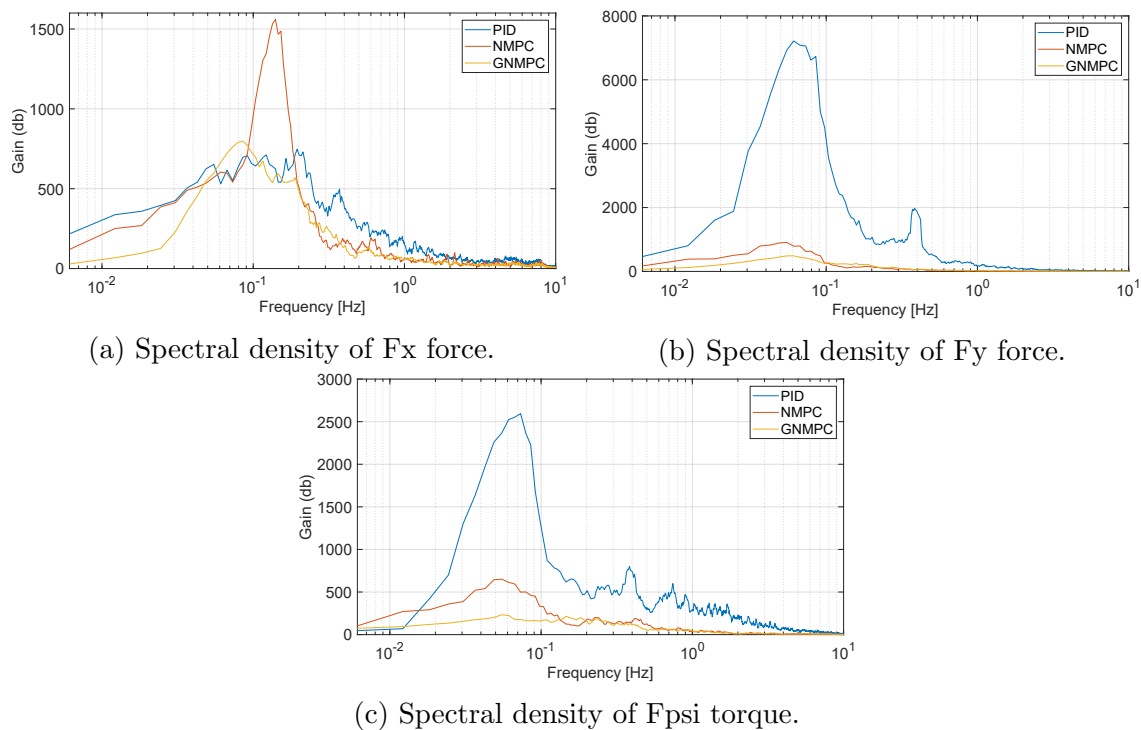 1500
1000
500
0
Gain (db)
PID
NMPC
GNMPC
10^-2
10^-1
10^0
10^1
Frequency [Hz]
(a) Spectral density of Fx force.
8000
6000
4000
2000
0
Gain (db)
PID
NMPC
GNMPC
10^-2
10^-1
10^0
10^1
Frequency [Hz]
(b) Spectral density of Fy force.
3000
2500
2000
1500
1000
500
0
Gain (db)
PID
NMPC
GNMPC
10^-2
10^-1
10^0
10^1
Frequency [Hz]
(c) Spectral density of Fpsi torque.